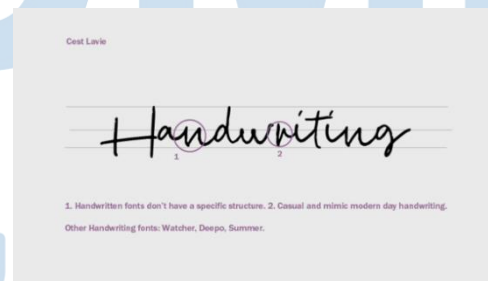 Cest Lavie
Handwriting
1
2
1. Handwritten fonts don't have a specific structure. 2. Casual and mimic modern day handwriting.
Other Handwriting fonts: Watcher, Deepo, Summer.